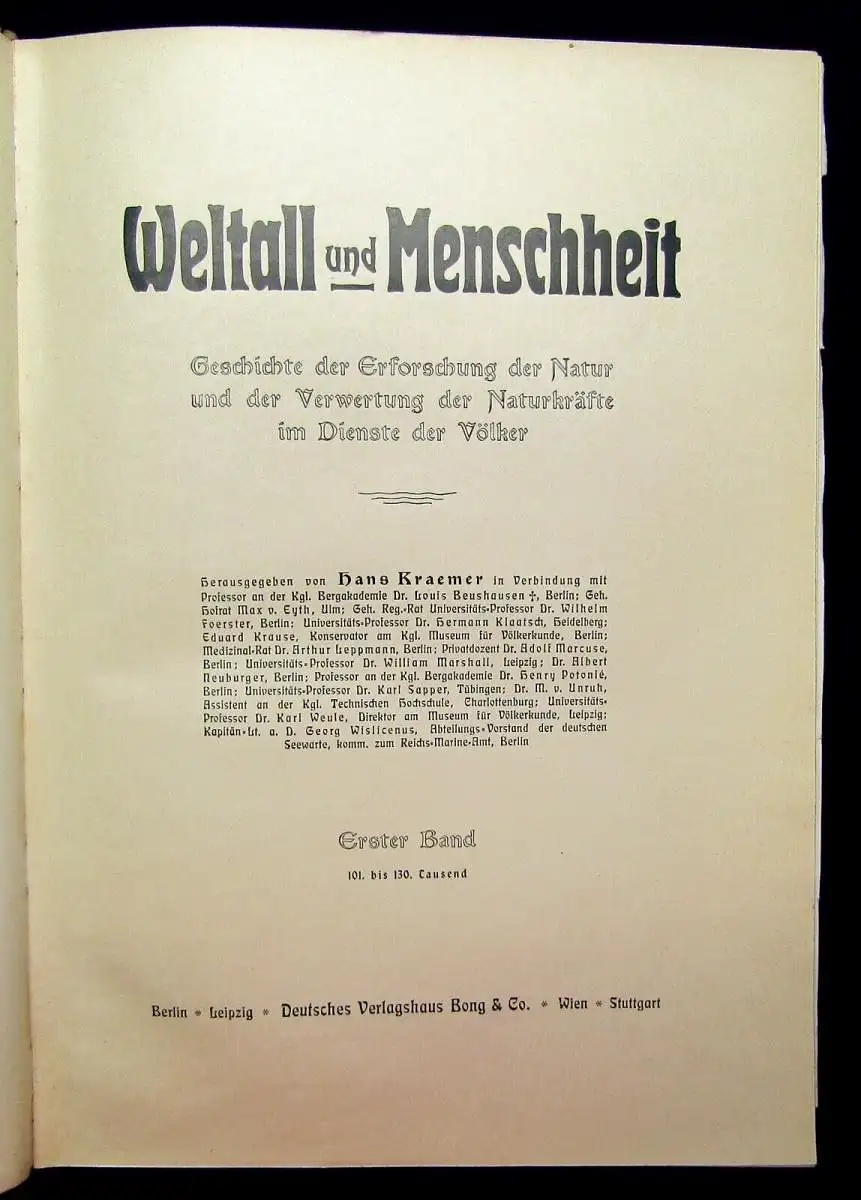 Weltall und Menschheit
Geschichte der Erforschung der Natur
und der Verwertung der Naturkräfte
im Dienste der Völker
Herausgegeben von Hans Kraemer in Verbindung mit
Professor an der Kgl. Bergakademie Dr. Louis Beushausen ✝, Berlin; Geh.
Hofrat Max v. Eyth, Ulm; Geh. Reg.-Rat Universitäts-Professor Dr. Wilhelm
Foerster, Berlin; Universitäts-Professor Dr. Hermann Klaatsch, Heidelberg;
Eduard Krause, Konservator am Kgl. Museum für Völkerkunde, Berlin;
Medizinal-Rat Dr. Arthur Leppmann, Berlin; Privatdozent Dr. Adolf Marcuse,
Berlin; Universitäts-Professor Dr. William Marshall, Leipzig; Dr. Albert
Neuburger, Berlin; Professor an der Kgl. Bergakademie Dr. Henry Potonié,
Berlin; Universitäts-Professor Dr. Karl Sapper, Tübingen; Dr. M. v. Unruh,
Assistent an der Kgl. Technischen Hochschule, Charlottenburg; Universitäts-
Professor Dr. Karl Weule, Direktor am Museum für Völkerkunde, Leipzig;
Kapitän-Lt. a. D. Georg Wislicenus, Abteilungs-Vorstand der deutschen
Seewarte, komm. zum Reichs-Marine-Amt, Berlin
Erster Band
101. bis 130. Tausend
Berlin * Leipzig * Deutsches Verlagshaus Bong & Co. * Wien * Stuttgart